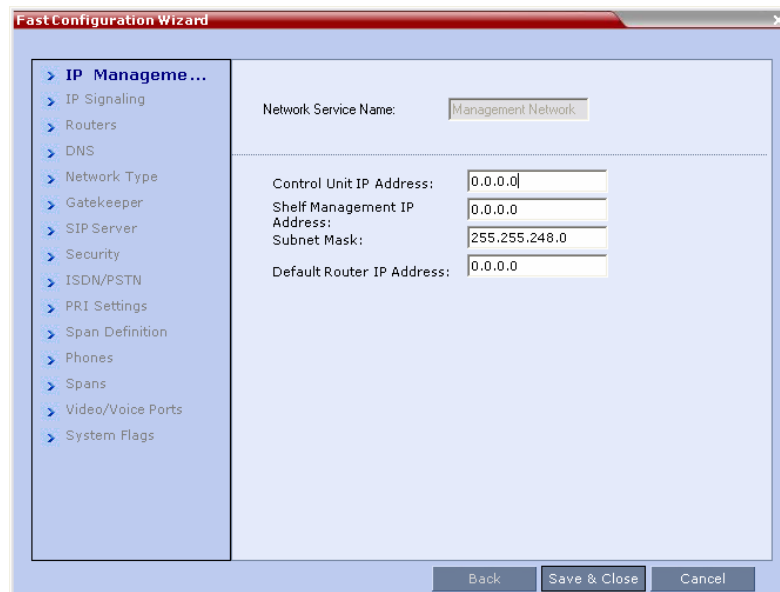 Fast Configuration Wizard
IP Manageme...
IP Signaling
Routers
DNS
Network Type
Gatekeeper
SIP Server
Security
ISDN/PSTN
PRI Settings
Span Definition
Phones
Spans
Video/Voice Ports
System Flags
Network Service Name: Management Network
Control Unit IP Address: 0.0.0.0
Shelf Management IP
Address: 0.0.0.0
Subnet Mask: 255.255.248.0
Default Router IP Address: 0.0.0.0
Back Save & Close Cancel